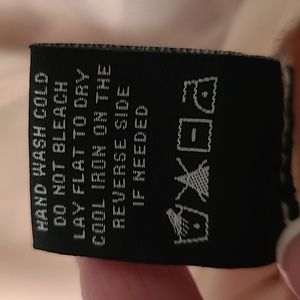 HAND WASH COLD
DO NOT BLEACH
LAY FLAT TO DRY
COOL IRON ON THE
REVERSE SIDE
IF NEEDED